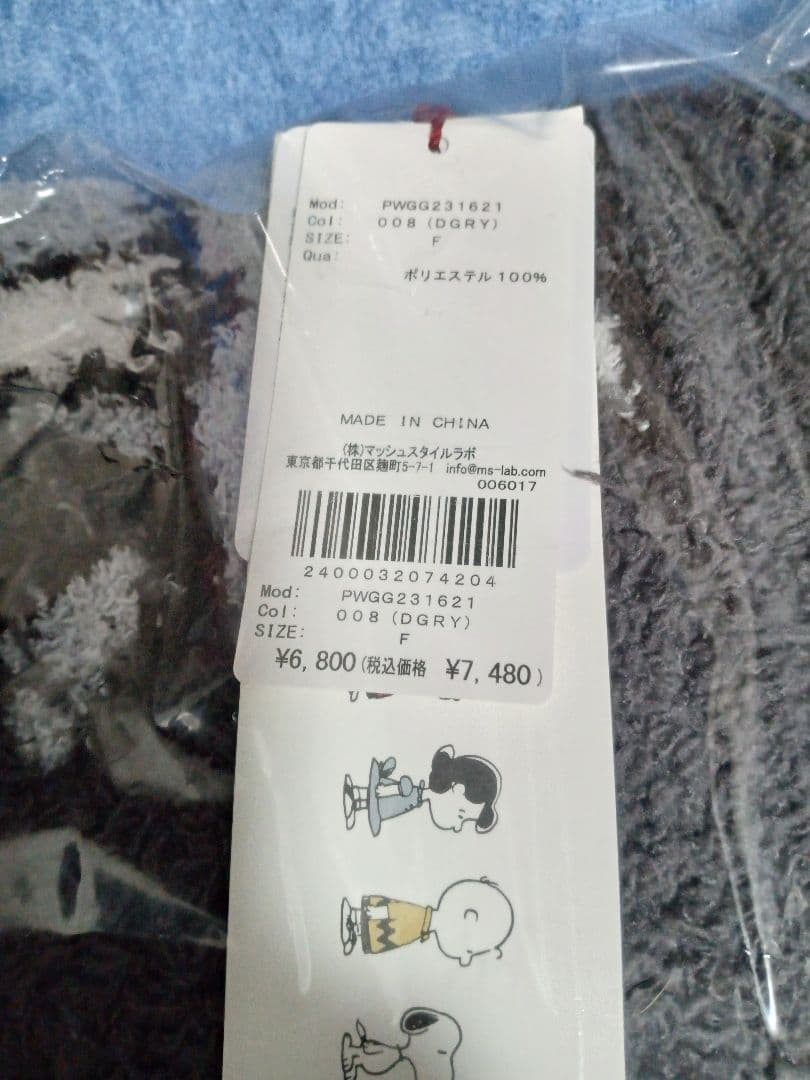 Mod: PWGG231621
Col: 008 (DGRY)
SIZE: F
Qua:
ポリエステル 100%
MADE IN CHINA
(株)マッシュスタイルラボ
東京都千代田区麹町5-7-1 info@ms-lab.com
006017
2400032074204
Mod: PWGG231621
Col: 008 (DGRY)
SIZE: F
¥6,800(税込価格 ¥7,480)